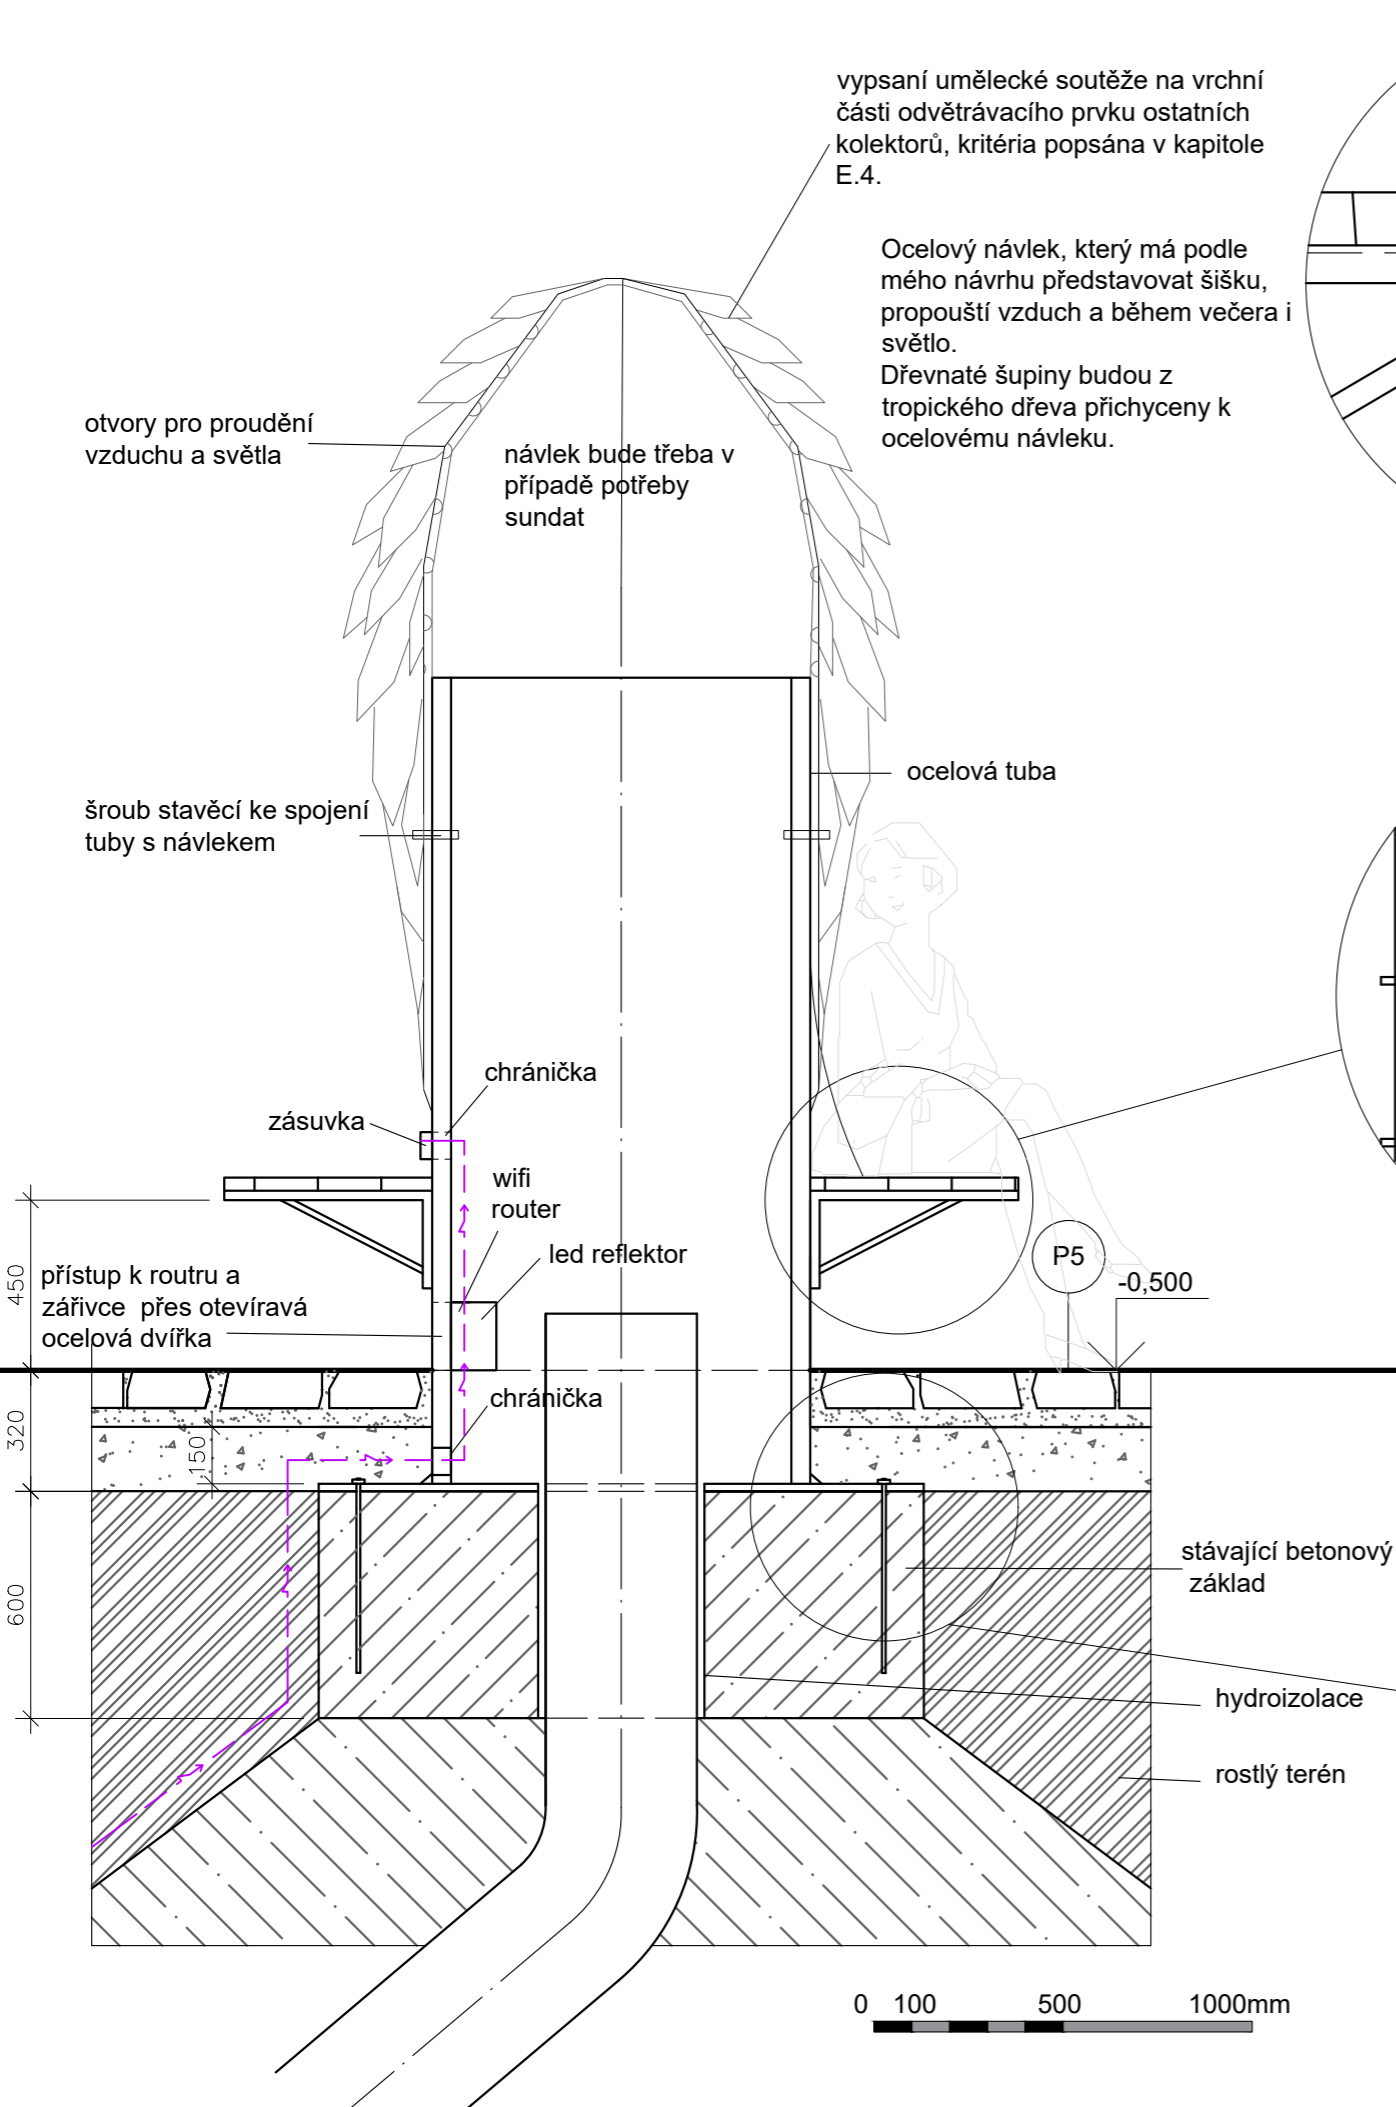 vypsaní umělecké soutěže na vrchní
části odvětrávacího prvku ostatních
kolektorů, kritéria popsána v kapitole
E.4.
Ocelový návlek, který má podle
mého návrhu představovat šišku,
propouští vzduch a během večera i
světlo.
Dřevnaté šupiny budou z
tropického dřeva přichyceny k
ocelovému návleku.
otvory pro proudění
vzduchu a světla
návlek bude třeba v
případě potřeby
sundat
ocelová tuba
šroub stavěcí ke spojení
tuby s návlekem
chránička
zásuvka
wifi
router
led reflektor
P5
-0,500
450
přístup k routru a
zářivce přes otevíravá
ocelová dvířka
chránička
320
150
600
stávající betonový
základ
hydroizolace
rostlý terén
0 100 500 1000mm